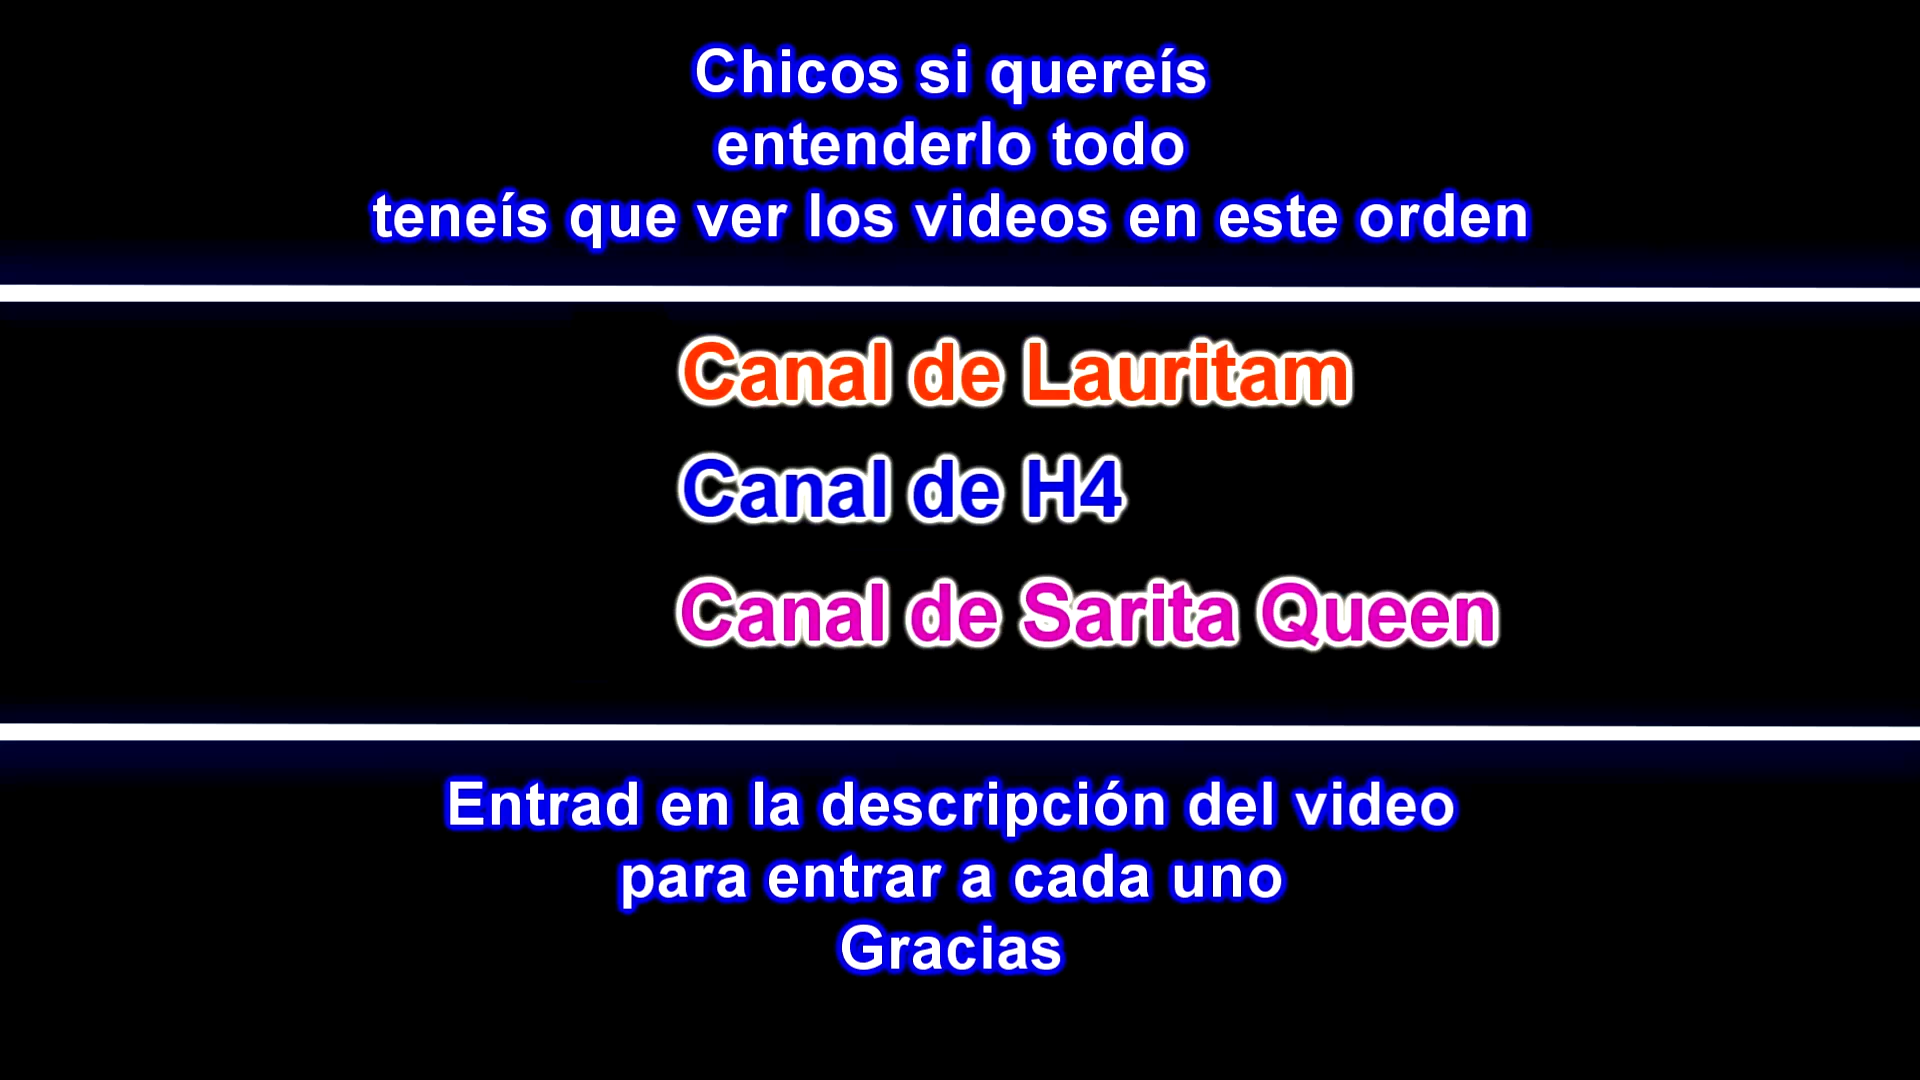 Chicos si quereís
entenderlo todo
teneís que ver los videos en este orden
Canal de Lauritam
Canal de H4
Canal de Sarita Queen
Entrad en la descripción del video
para entrar a cada uno
Gracias